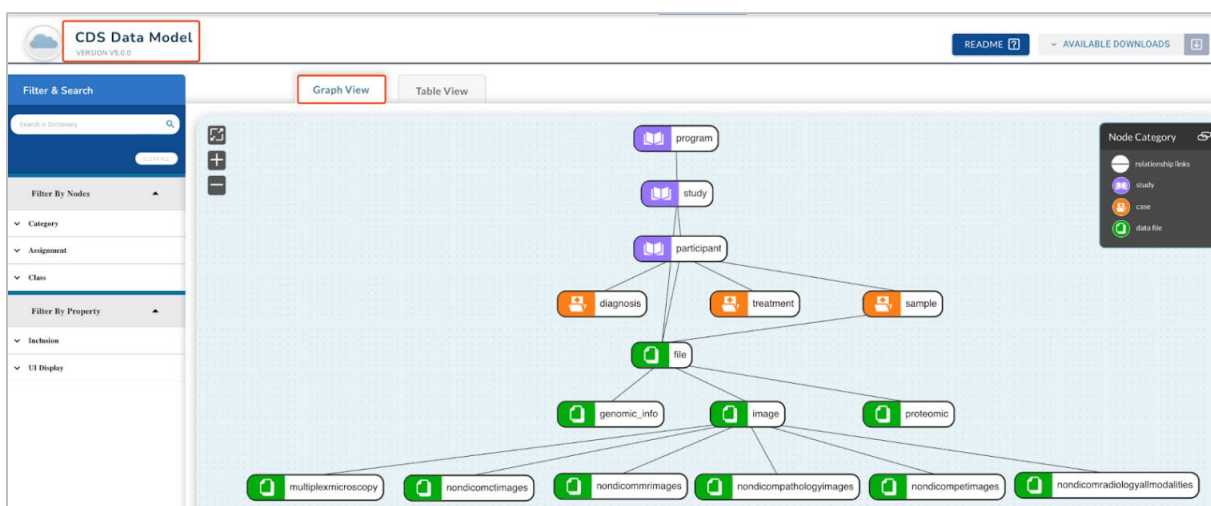 CDS Data Model
VERSION V5.0.0
README ?
AVAILABLE DOWNLOADS
Filter & Search
Graph View
Table View
Search in Dictionary
CLEAR ALL
Filter By Nodes
Category
Assignment
Class
Filter By Property
Inclusion
UI Display
program
study
participant
diagnosis
treatment
sample
file
genomic_info
image
proteomic
multiplexmicroscopy
nondicomctimages
nondicommrimages
nondicompathologyimages
nondicompetimages
nondicomradiologyallmodalities
Node Category
relationship links
study
case
data file